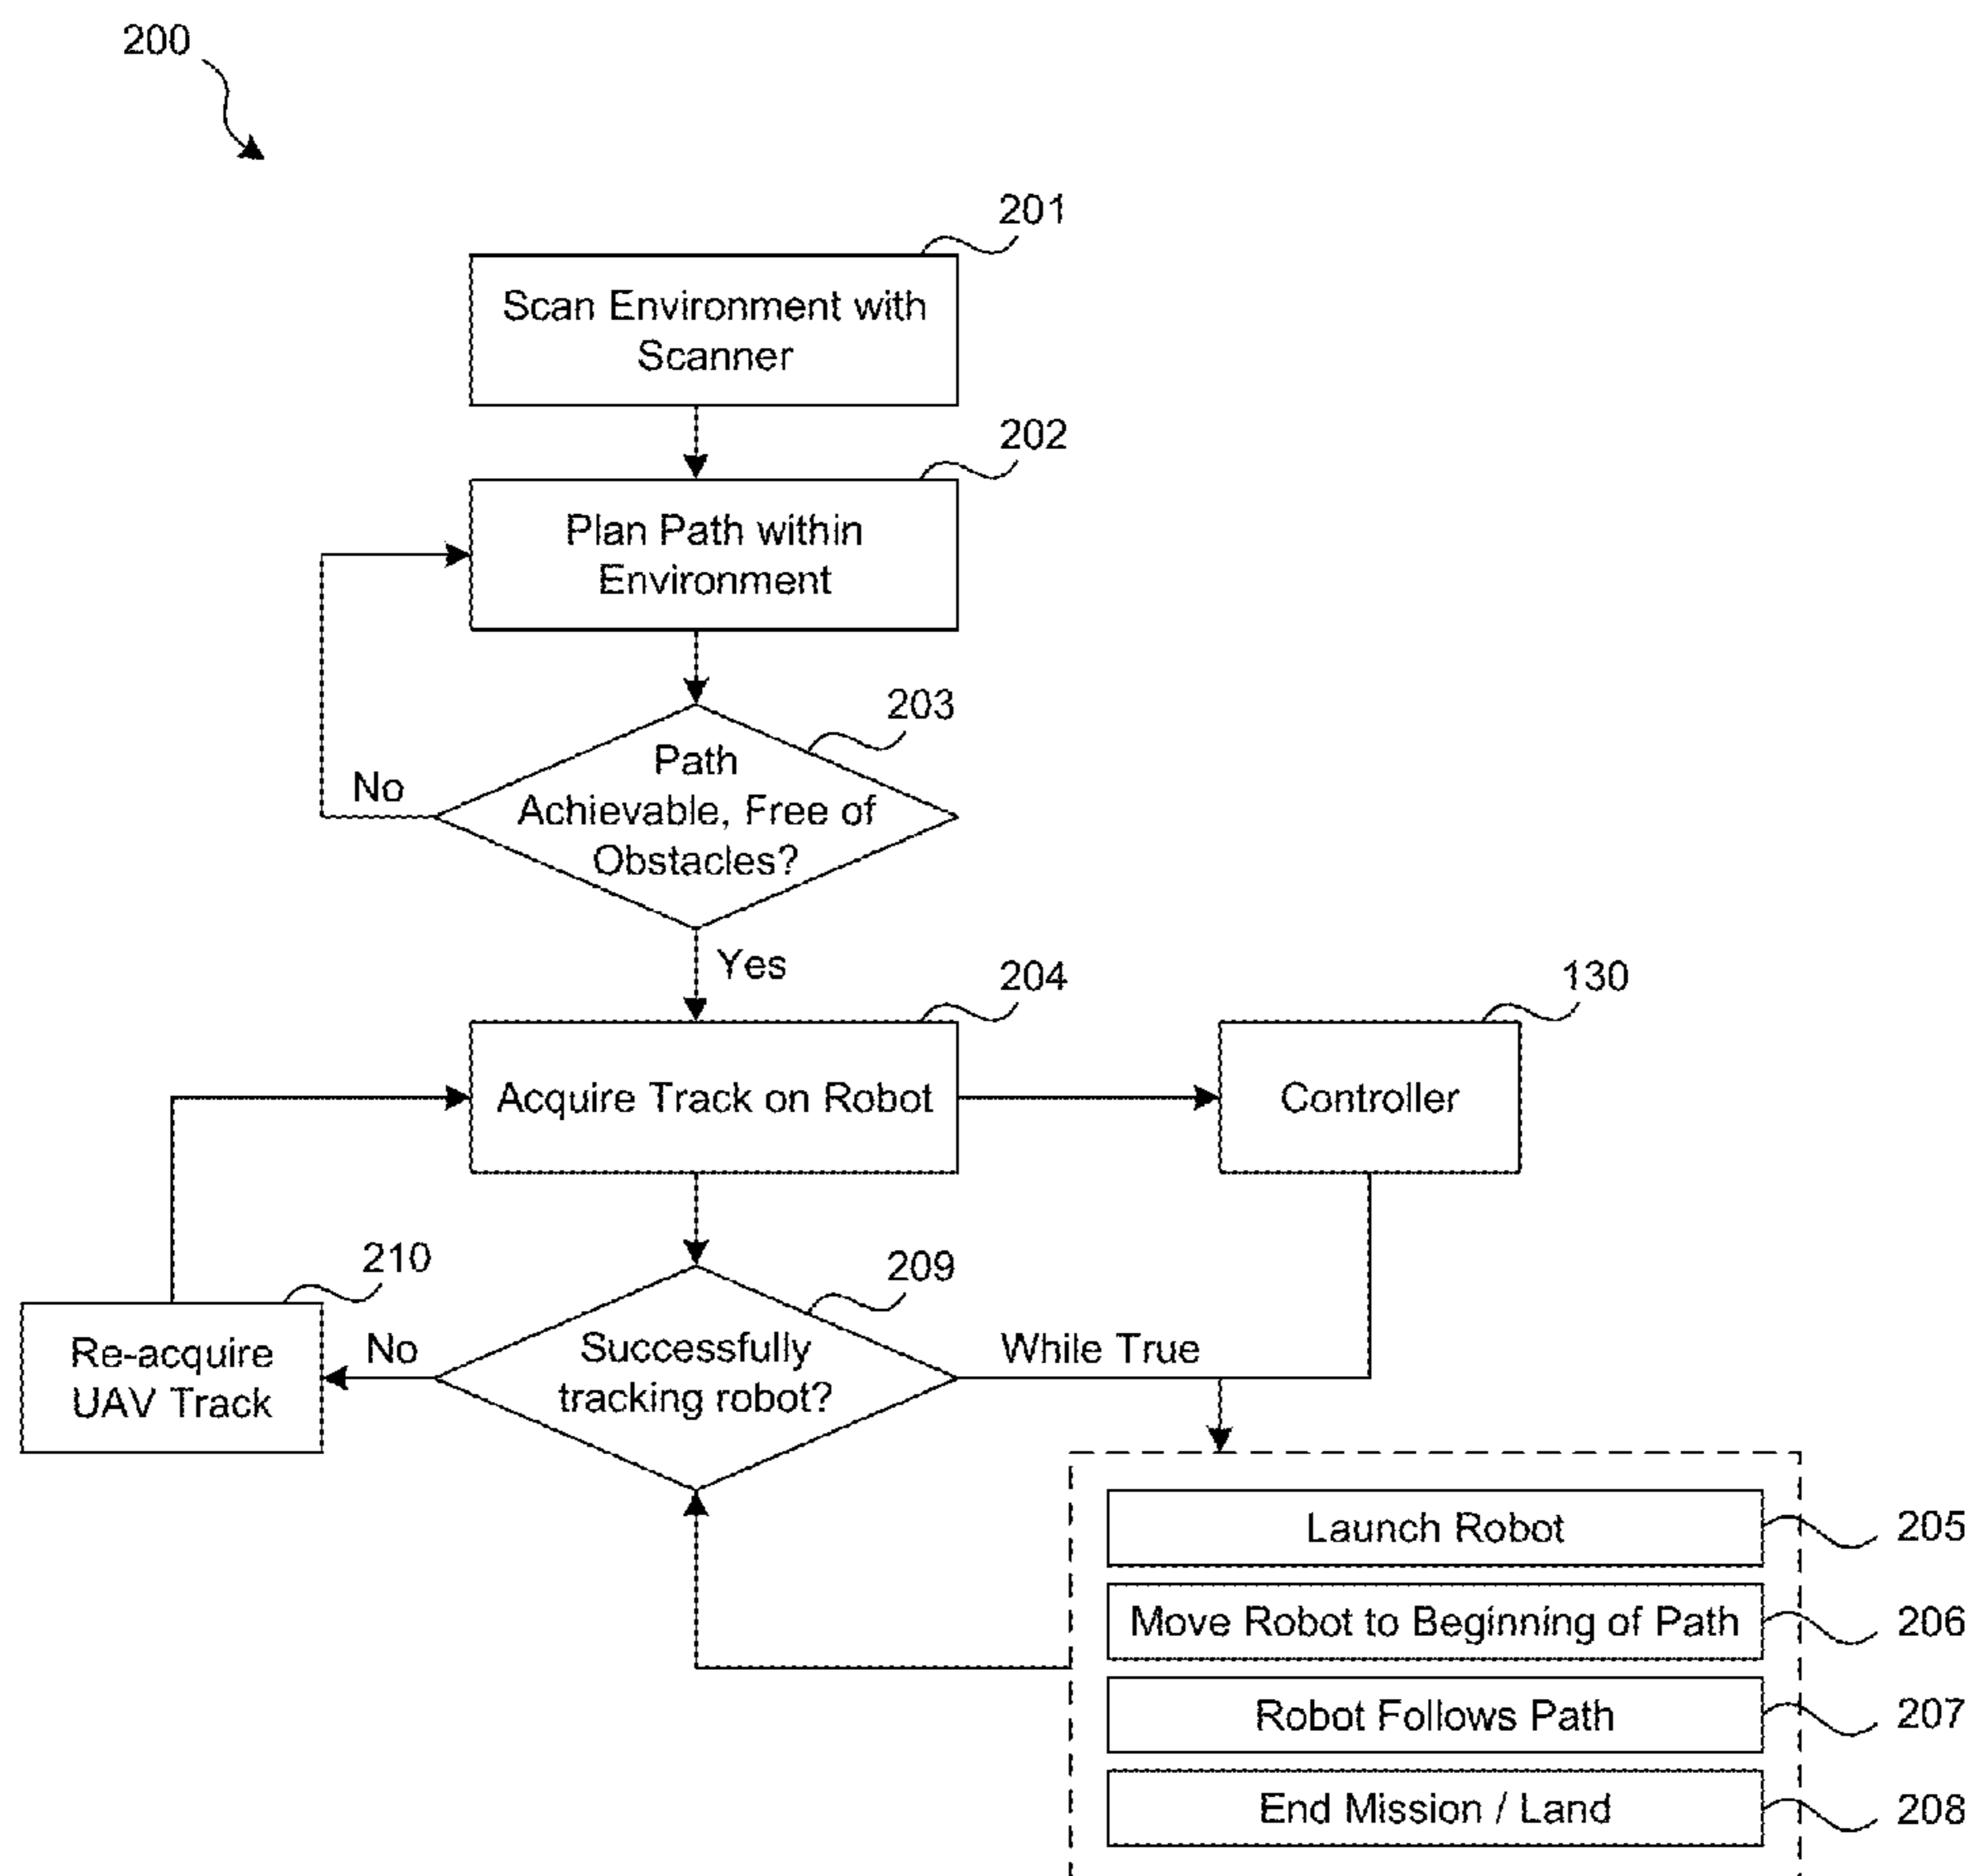 200
201
Scan Environment with
Scanner
202
Plan Path within
Environment
203
Path
Achievable, Free of
Obstacles?
No
Yes
204
Acquire Track on Robot
130
Controller
210
Re-acquire
UAV Track
No
209
Successfully
tracking robot?
While True
Launch Robot
205
Move Robot to Beginning of Path
206
Robot Follows Path
207
End Mission / Land
208